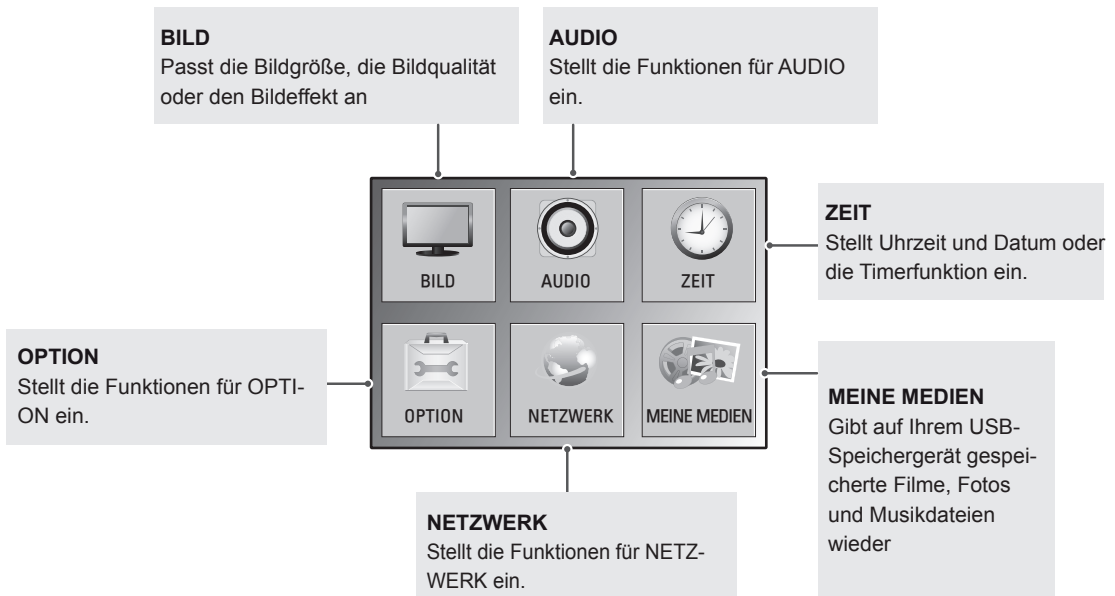 BILD
Passt die Bildgröße, die Bildqualität
oder den Bildeffekt an
AUDIO
Stellt die Funktionen für AUDIO
ein.
BILD
AUDIO
ZEIT
OPTION
NETZWERK
MEINE MEDIEN
ZEIT
Stellt Uhrzeit und Datum oder
die Timerfunktion ein.
OPTION
Stellt die Funktionen für OPTI-
ON ein.
MEINE MEDIEN
Gibt auf Ihrem USB-
Speichergerät gespei-
cherte Filme, Fotos
und Musikdateien
wieder
NETZWERK
Stellt die Funktionen für NETZ-
WERK ein.